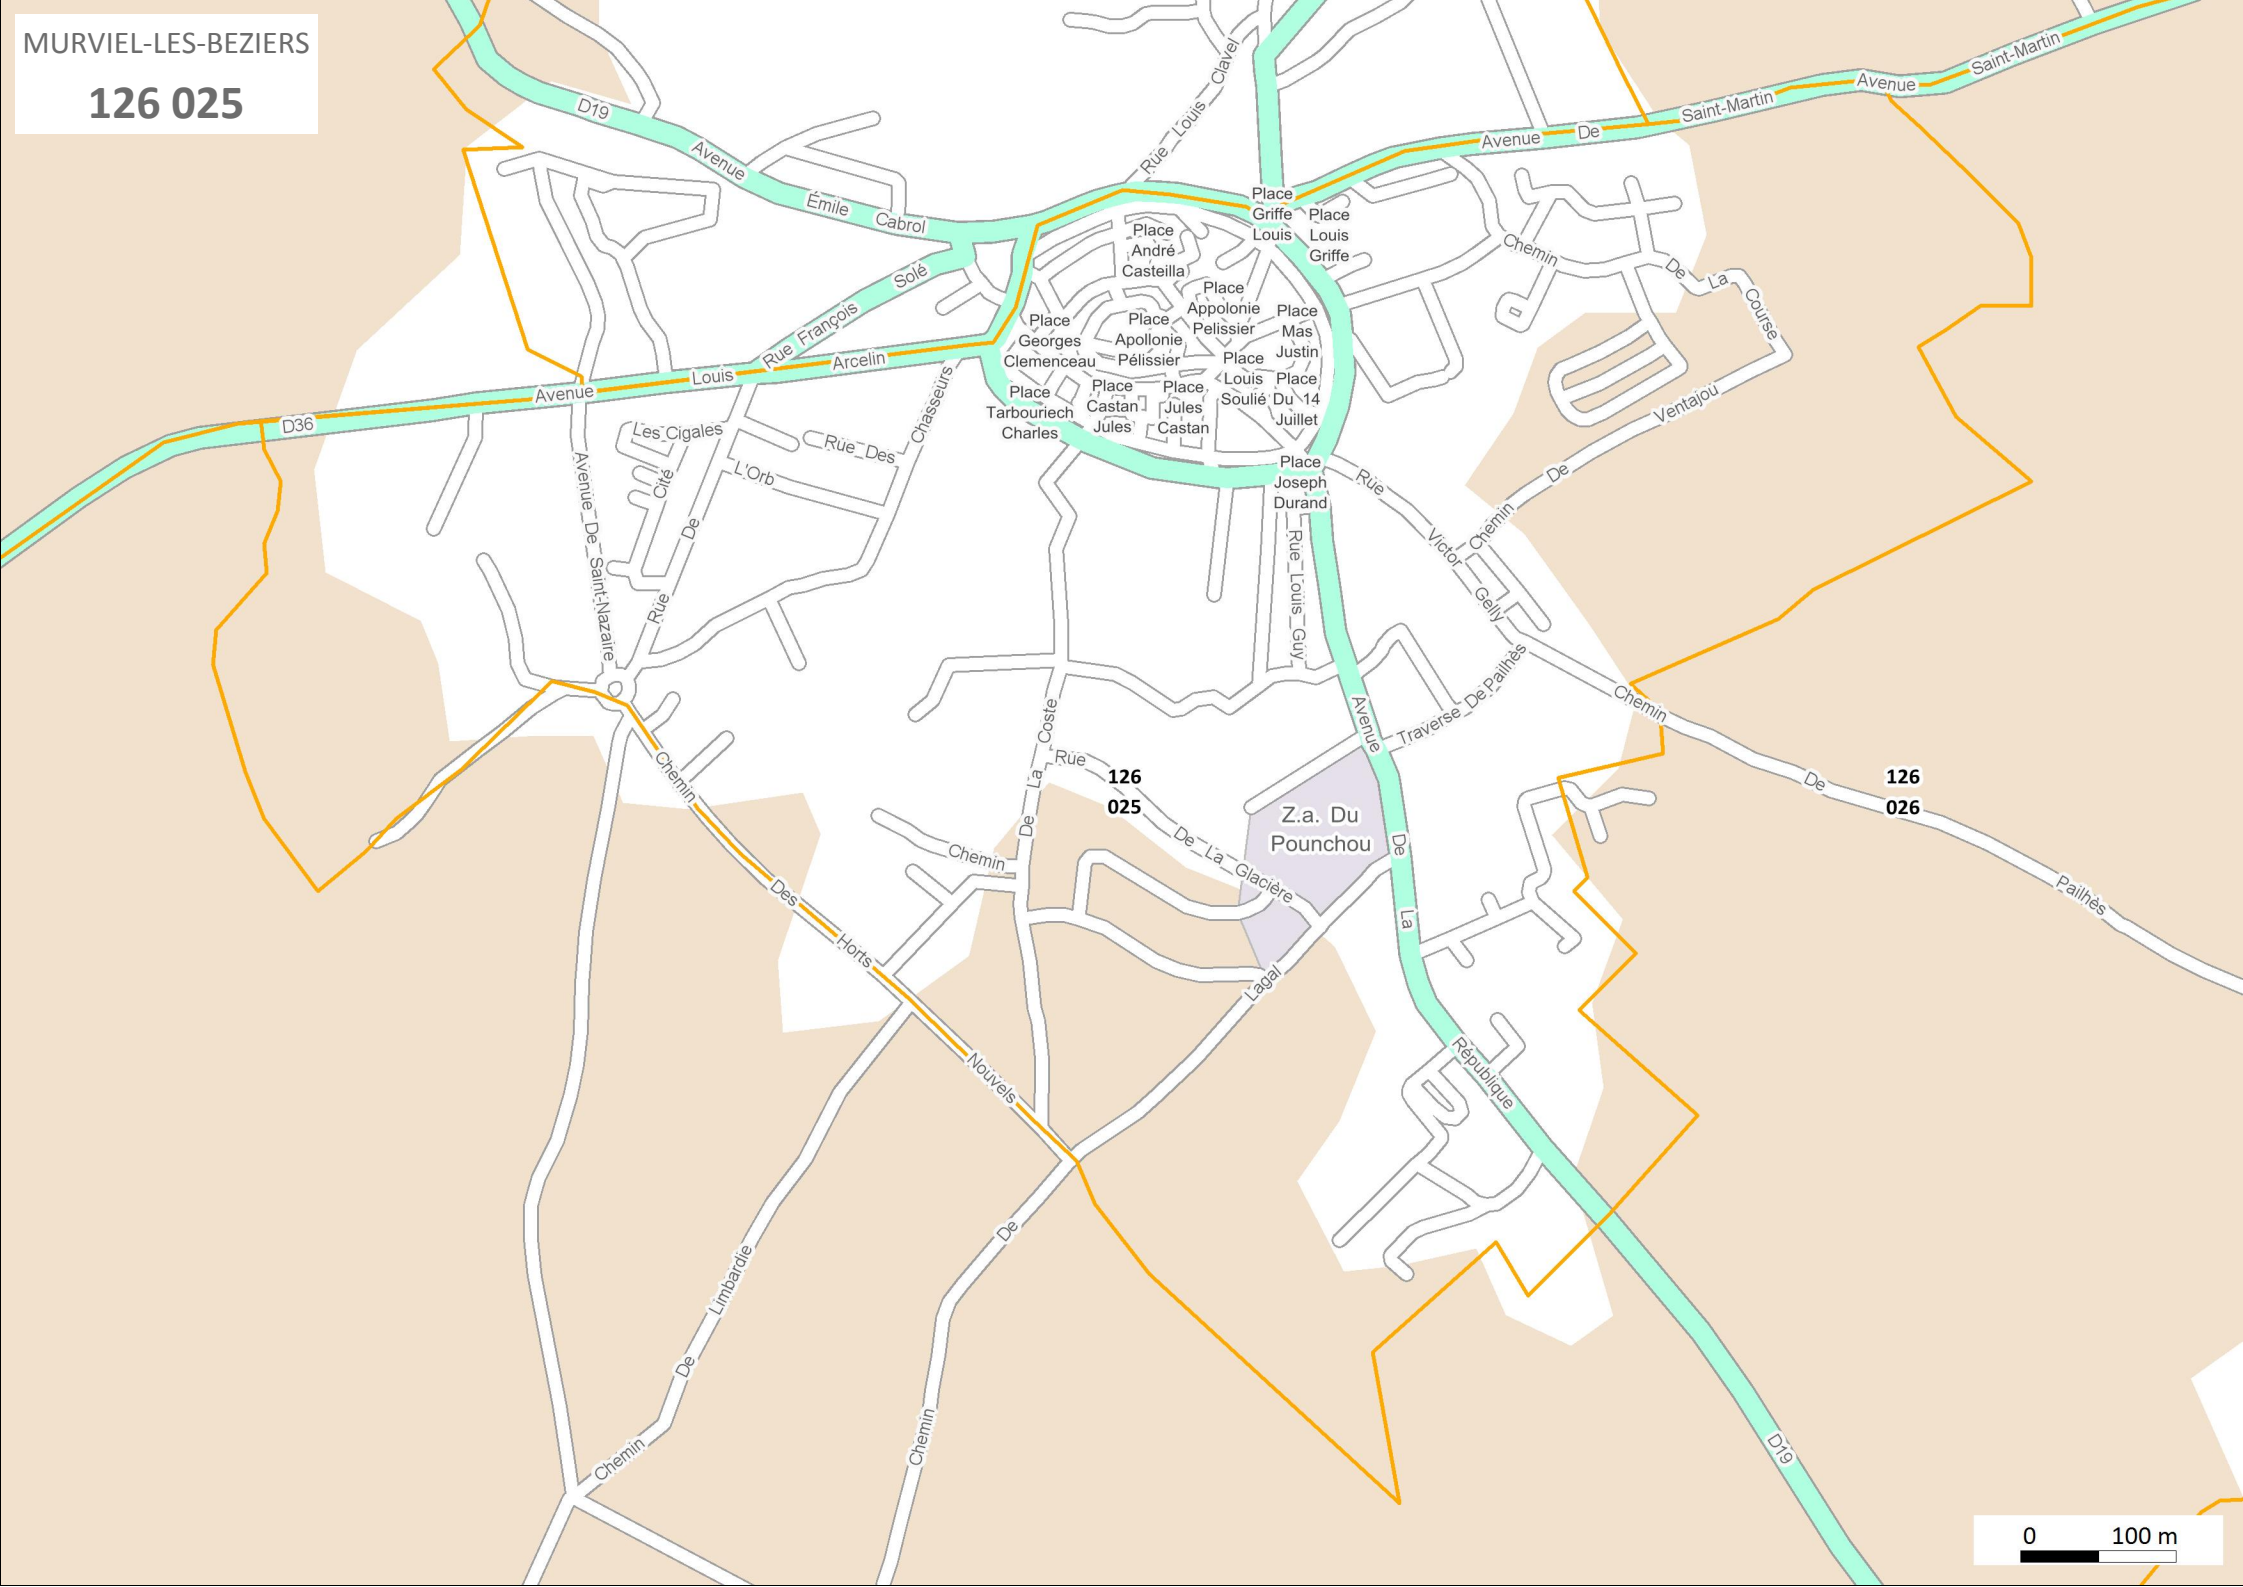 MURVIEL-LES-BEZIERS
126 025
D19
Avenue
Émile
Cabrol
Rue Louis Clavel
Avenue De Saint-Martin
Avenue
Saint-Martin
Place
Griffe
Louis
Place
Louis
Griffe
Place
André
Casteilla
Place
Appolonie
Pelissier
Place
Mas
Justin
Place
Georges
Clemenceau
Place
Apollonie
Pélissier
Place
Louis
Soulié
Place
Du 14
Juillet
Place
Tarbouriech
Charles
Place
Castan
Jules
Place
Jules
Castan
Place
Joseph
Durand
Chemin De La Course
Rue François Solé
Avenue Louis Arcelin
D36
Les Cigales
Cité
L'Orb
Rue Des Chasseurs
Avenue De Saint-Nazaire
Rue De
Chemin De Ventajou
Rue Victor Gelly
Rue Louis Guy
Traverse De Pailhès
Chemin De Pailhès
Avenue De La République
De La Coste
Rue De La Glacière
126
025
126
026
Z.a. Du
Pounchou
Chemin
Chemin Des Horts Nouvels
Chemin De Lagal
Chemin De Limbardie
D19
0 100 m